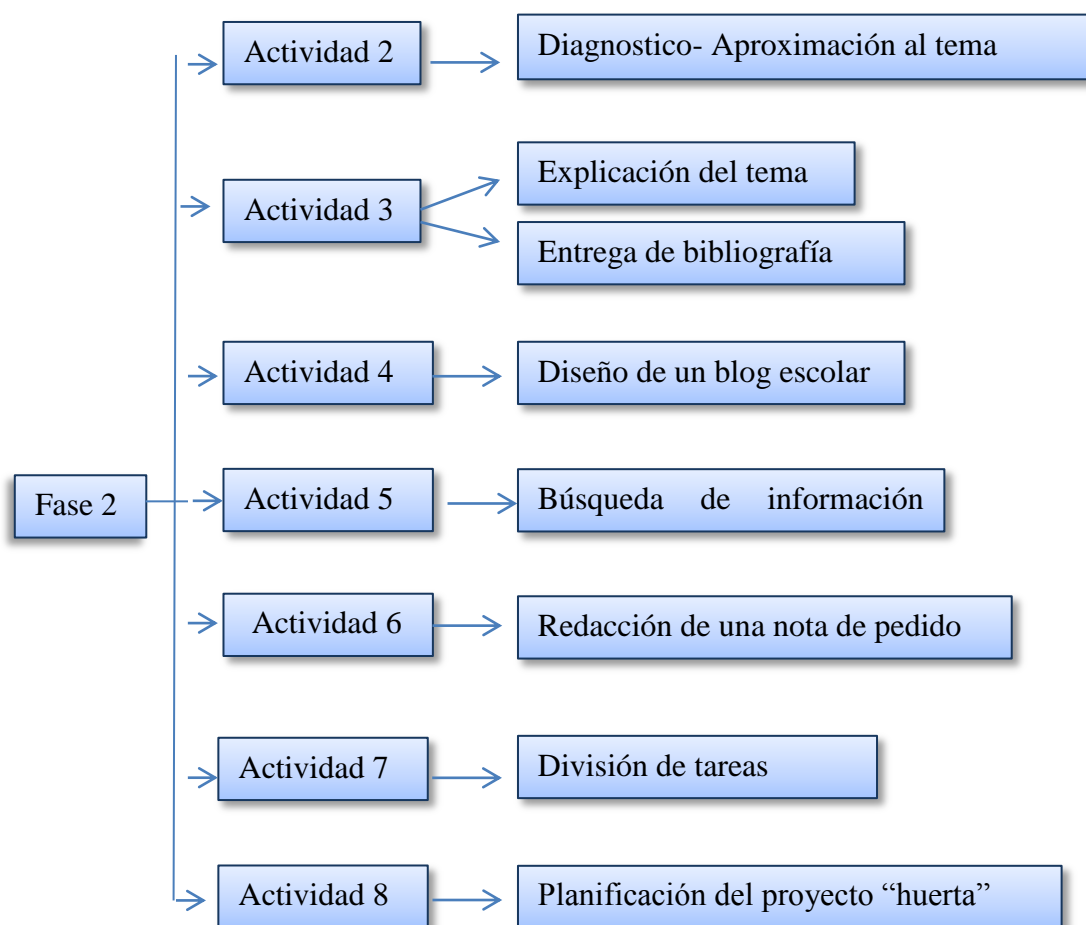 Actividad 2
Diagnostico- Aproximación al tema
Actividad 3
Explicación del tema
Entrega de bibliografía
Actividad 4
Diseño de un blog escolar
Fase 2
Actividad 5
Búsqueda de información
Actividad 6
Redacción de una nota de pedido
Actividad 7
División de tareas
Actividad 8
Planificación del proyecto “huerta”